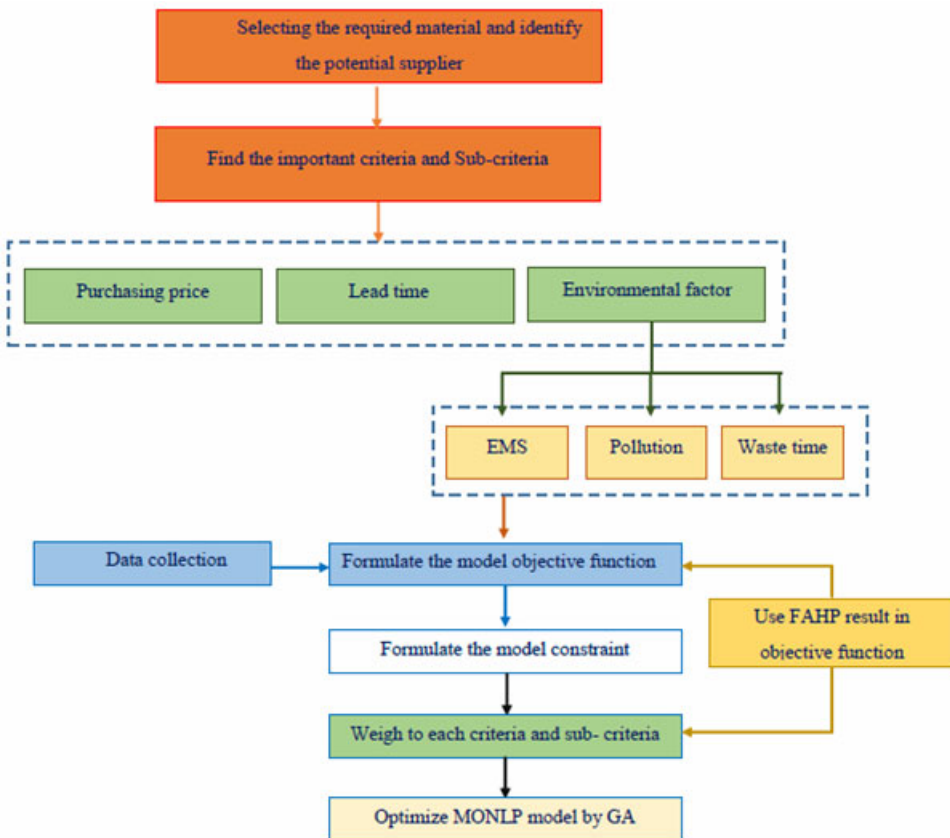 Selecting the required material and identify
the potential supplier
Find the important criteria and Sub-criteria
Purchasing price
Lead time
Environmental factor
EMS
Pollution
Waste time
Data collection
Formulate the model objective function
Use FAHP result in
objective function
Formulate the model constraint
Weigh to each criteria and sub- criteria
Optimize MONLP model by GA